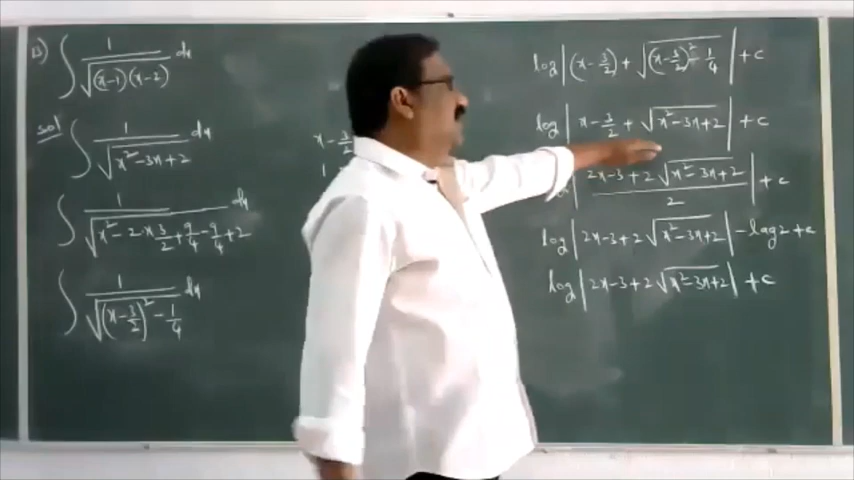 13) ∫ 1/√((x-1)(x-2)) dx
Sol ∫ 1/√(x²-3x+2) dx
∫ 1/√(x²-2·x·3/2+9/4-9/4+2) dx
∫ 1/√((x-3/2)²-1/4) dx
x-3/2
log|(x-3/2)+√((x-3/2)²-1/4)|+c
log|x-3/2+√(x²-3x+2)|+c
|(2x-3+2√(x²-3x+2))/2|+c
log|2x-3+2√(x²-3x+2)|-log2+c
log|2x-3+2√(x²-3x+2)|+c